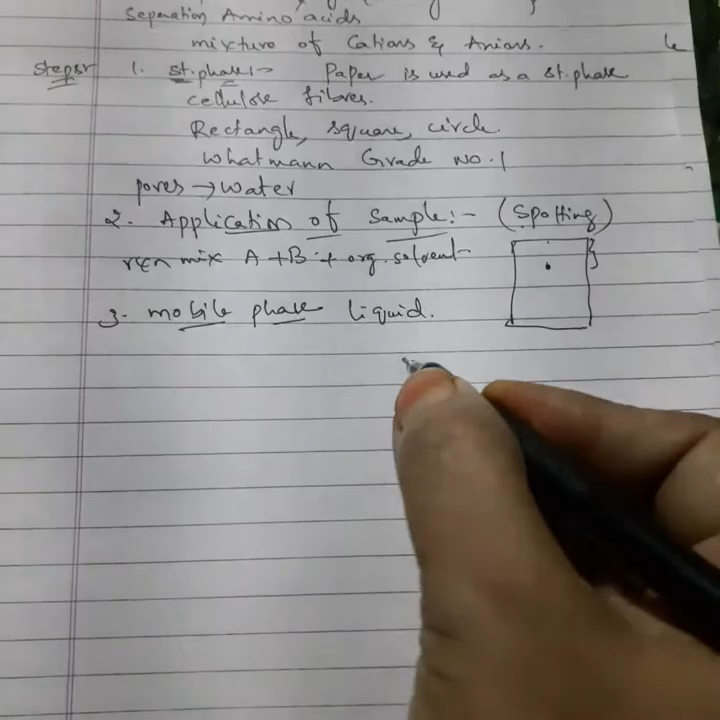 Separation Amino acids
mixture of Cations & Anions.
Steps:- 1. st.phase:- Paper is used as a st.phase
cellulose fibres.
Rectangle, square, circle.
Whatmann Grade No. 1
pores → water
2. Application of Sample:- (Spotting)
rxn mix A + B + org. solvent
3. mobile phase liquid.